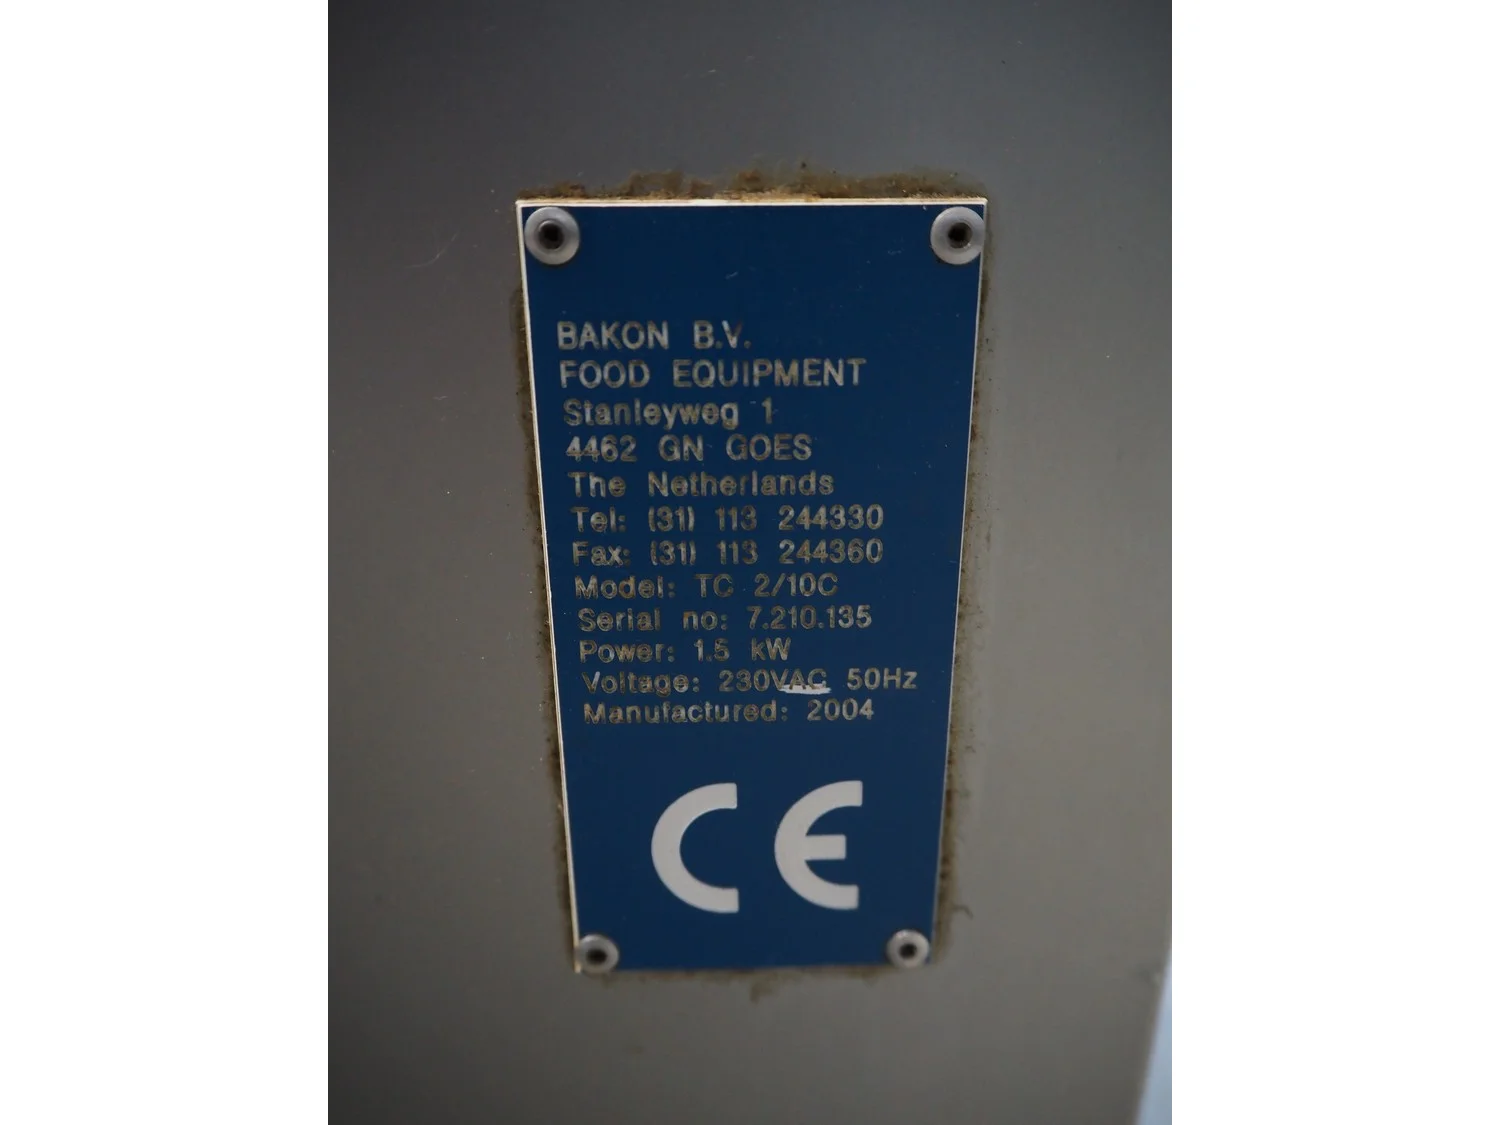 BAKON B.V.
FOOD EQUIPMENT
Stanleyweg 1
4462 GN GOES
The Netherlands
Tel: (31) 113 244330
Fax: (31) 113 244360
Model: TC 2/10C
Serial no: 7.210.135
Power: 1.5 kW
Voltage: 230VAC 50Hz
Manufactured: 2004
CE